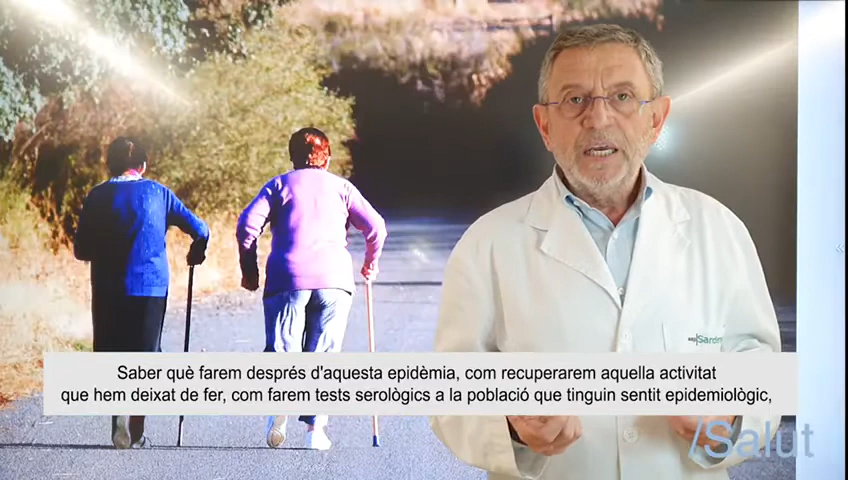 Saber què farem després d'aquesta epidèmia, com recuperarem aquella activitat
que hem deixat de fer, com farem tests serològics a la població que tinguin sentit epidemiològic,
/Salut